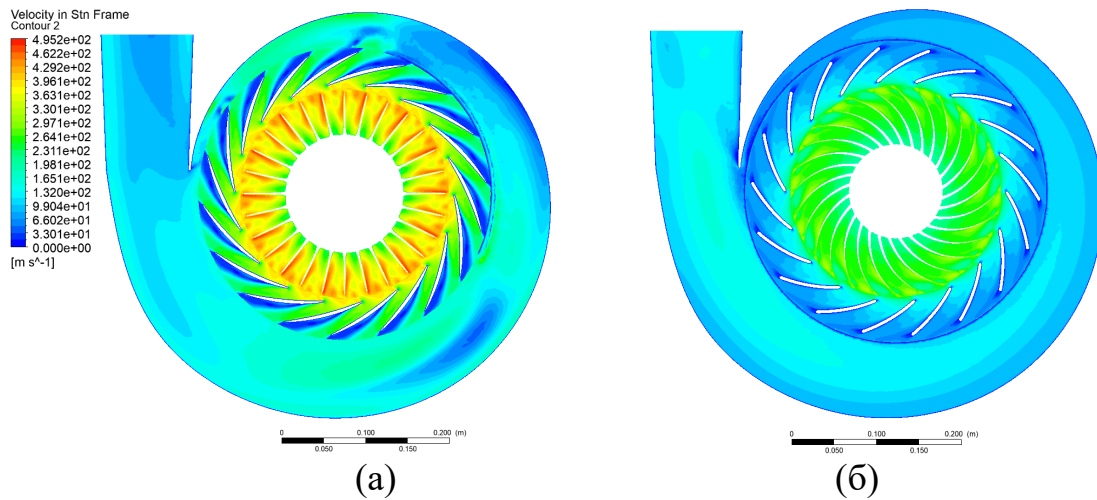 Velocity in Stn Frame
Contour 2
4.952e+02
4.622e+02
4.292e+02
3.961e+02
3.631e+02
3.301e+02
2.971e+02
2.641e+02
2.311e+02
1.981e+02
1.651e+02
1.320e+02
9.904e+01
6.602e+01
3.301e+01
0.000e+00
[m s^-1]
0 0.100 0.200 (m)
0.050 0.150
(а)
0 0.100 0.200 (m)
0.050 0.150
(б)